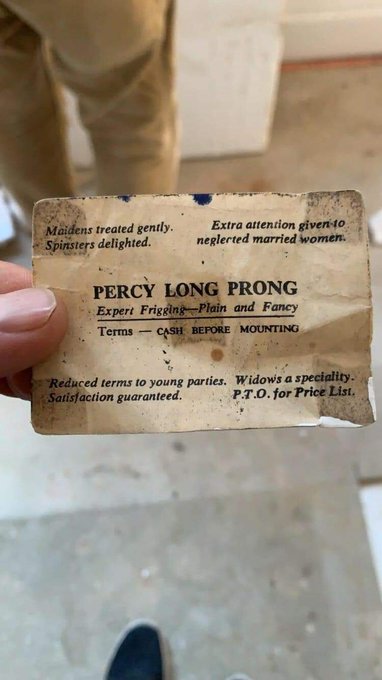 Maidens treated gently.
Spinsters delighted.
Extra attention given to
neglected married women.
PERCY LONG PRONG
Expert Frigging—Plain and Fancy
Terms — CASH BEFORE MOUNTING
Reduced terms to young parties.
Satisfaction guaranteed.
Widows a speciality.
P.T.O. for Price List.